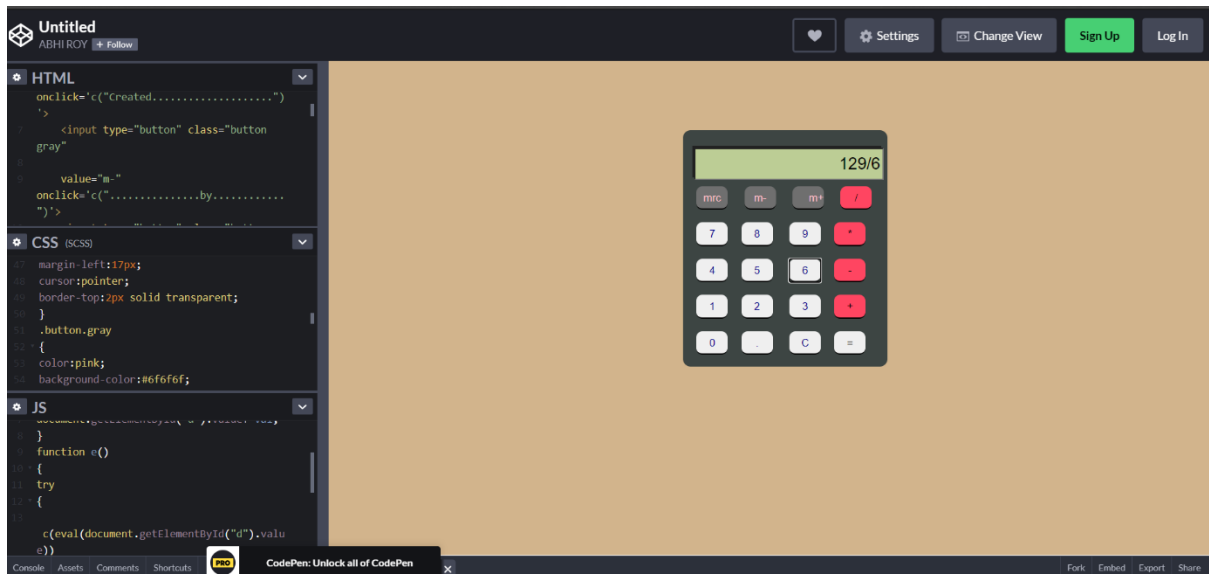 Untitled
ABHI ROY + Follow
Settings
Change View
Sign Up
Log In
HTML
onclick='c("Created....................")
'>
7 <input type="button" class="button
gray"
8
9 value="m-"
onclick='c("...............by............
")'>
CSS (SCSS)
47 margin-left:17px;
48 cursor:pointer;
49 border-top:2px solid transparent;
50 }
51 .button.gray
52 {
53 color:pink;
54 background-color:#6f6f6f;
JS
8 }
9 function e()
10 {
11 try
12 {
13
c(eval(document.getElementById("d").valu
e))
129/6
mrc m- m+ /
7 8 9 *
4 5 6 -
1 2 3 +
0 . C =
Console Assets Comments Shortcuts
PRO CodePen: Unlock all of CodePen x
Fork Embed Export Share